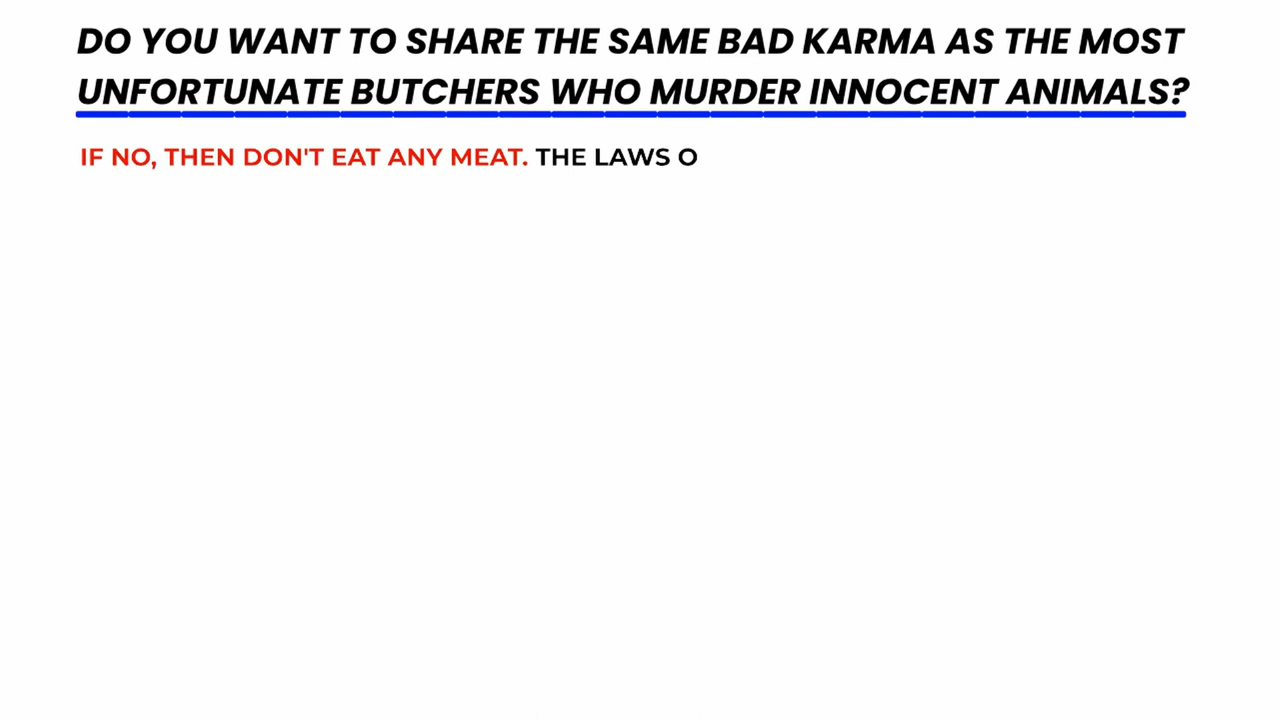 DO YOU WANT TO SHARE THE SAME BAD KARMA AS THE MOST
UNFORTUNATE BUTCHERS WHO MURDER INNOCENT ANIMALS?
IF NO, THEN DON'T EAT ANY MEAT. THE LAWS O